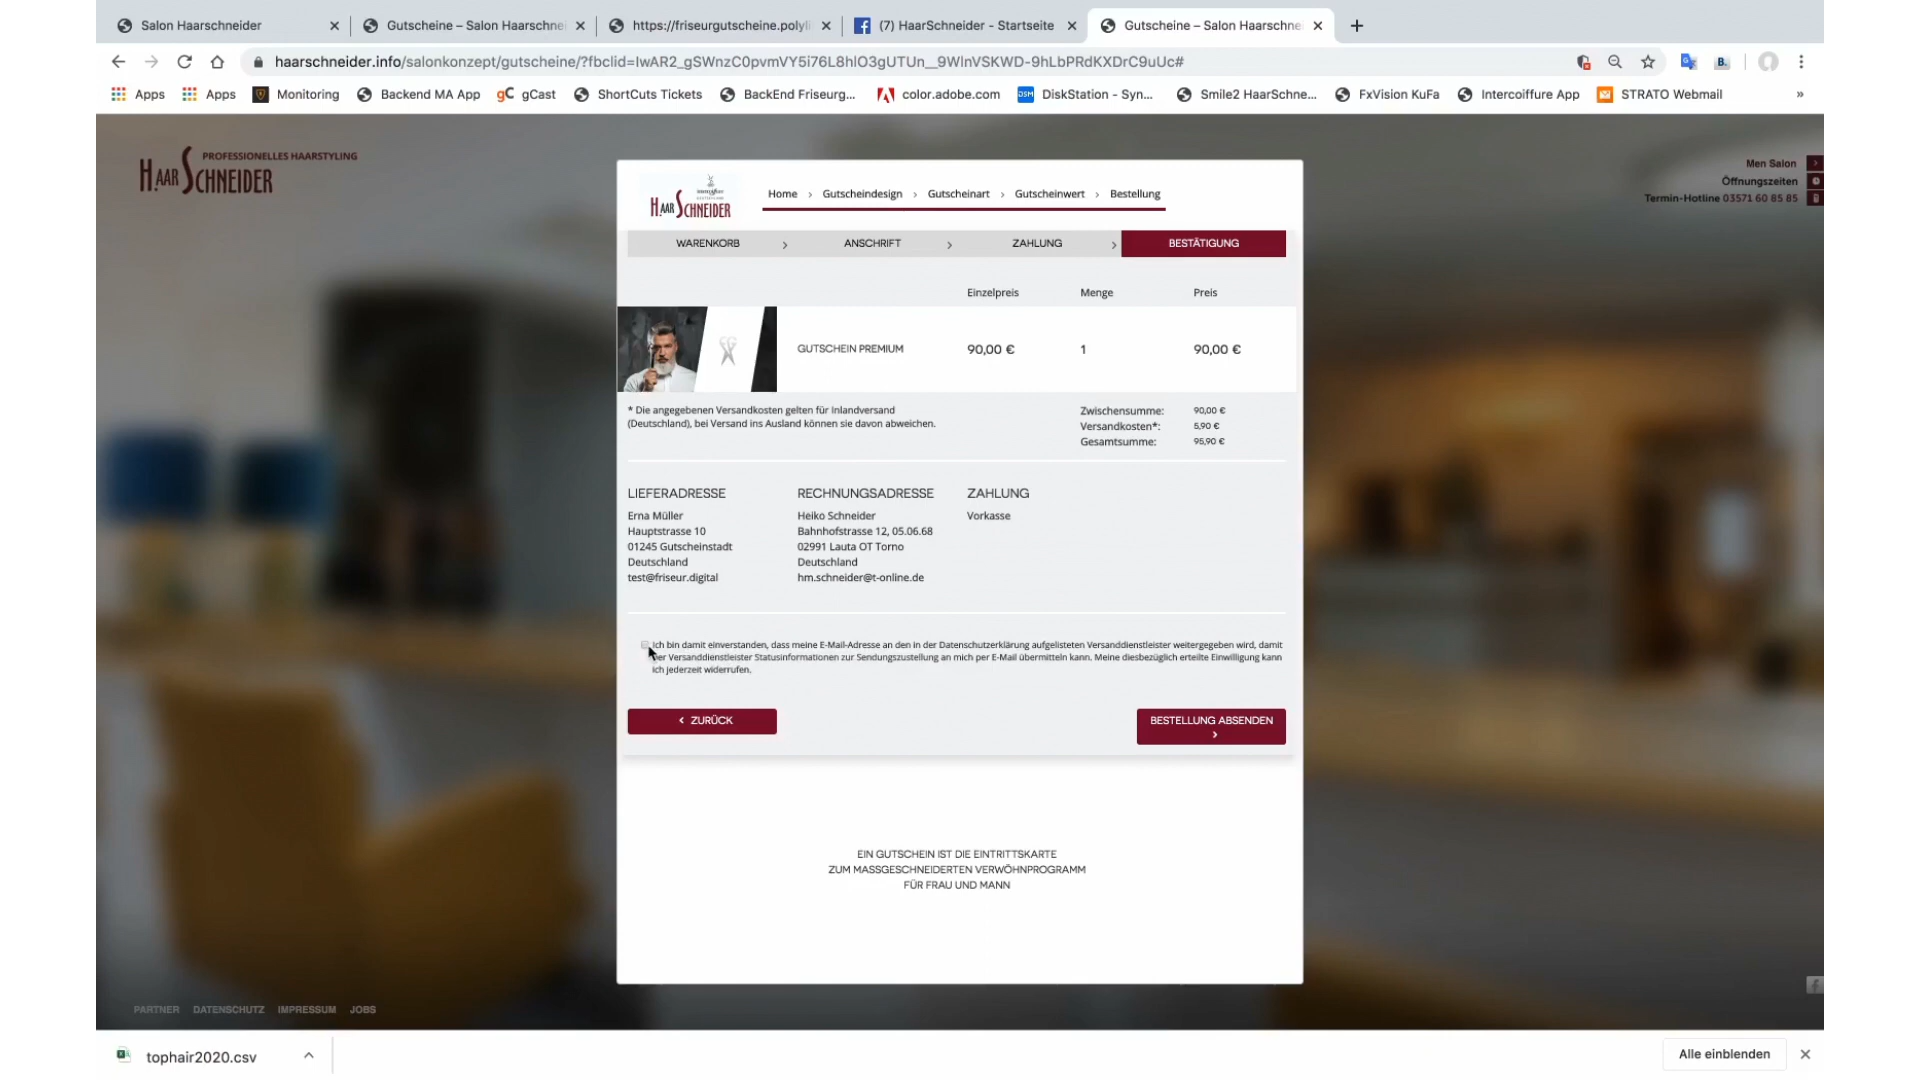 Salon Haarschneider
Gutscheine – Salon Haarschnei
https://friseurgutscheine.polyli
(7) HaarSchneider - Startseite
Gutscheine – Salon Haarschne
haarschneider.info/salonkonzept/gutscheine/?fbclid=IwAR2_gSWnzC0pvmVY5i76L8hlO3gUTUn__9WlnVSKWD-9hLbPRdKXDrC9uUc#
Apps
Apps
Monitoring
Backend MA App
gC gCast
ShortCuts Tickets
BackEnd Friseurg...
color.adobe.com
DSM DiskStation - Syn...
Smile2 HaarSchne...
FxVision KuFa
Intercoiffure App
STRATO Webmail
»
PROFESSIONELLES HAARSTYLING
HAARSCHNEIDER
Men Salon
Öffnungszeiten
Termin-Hotline 03571 60 85 85
HAARSCHNEIDER
Home › Gutscheindesign › Gutscheinart › Gutscheinwert › Bestellung
WARENKORB › ANSCHRIFT › ZAHLUNG › BESTÄTIGUNG
Einzelpreis Menge Preis
GUTSCHEIN PREMIUM 90,00 € 1 90,00 €
* Die angegebenen Versandkosten gelten für Inlandversand
(Deutschland), bei Versand ins Ausland können sie davon abweichen.
Zwischensumme: 90,00 €
Versandkosten*: 5,90 €
Gesamtsumme: 95,90 €
LIEFERADRESSE
Erna Müller
Hauptstrasse 10
01245 Gutscheinstadt
Deutschland
test@friseur.digital
RECHNUNGSADRESSE
Heiko Schneider
Bahnhofstrasse 12, 05.06.68
02991 Lauta OT Torno
Deutschland
hm.schneider@t-online.de
ZAHLUNG
Vorkasse
Ich bin damit einverstanden, dass meine E-Mail-Adresse an den in der Datenschutzerklärung aufgelisteten Versanddienstleister weitergegeben wird, damit
der Versanddienstleister Statusinformationen zur Sendungszustellung an mich per E-Mail übermitteln kann. Meine diesbezüglich erteilte Einwilligung kann
ich jederzeit widerrufen.
‹ ZURÜCK
BESTELLUNG ABSENDEN
›
EIN GUTSCHEIN IST DIE EINTRITTSKARTE
ZUM MASSGESCHNEIDERTEN VERWÖHNPROGRAMM
FÜR FRAU UND MANN
PARTNER DATENSCHUTZ IMPRESSUM JOBS
tophair2020.csv
Alle einblenden